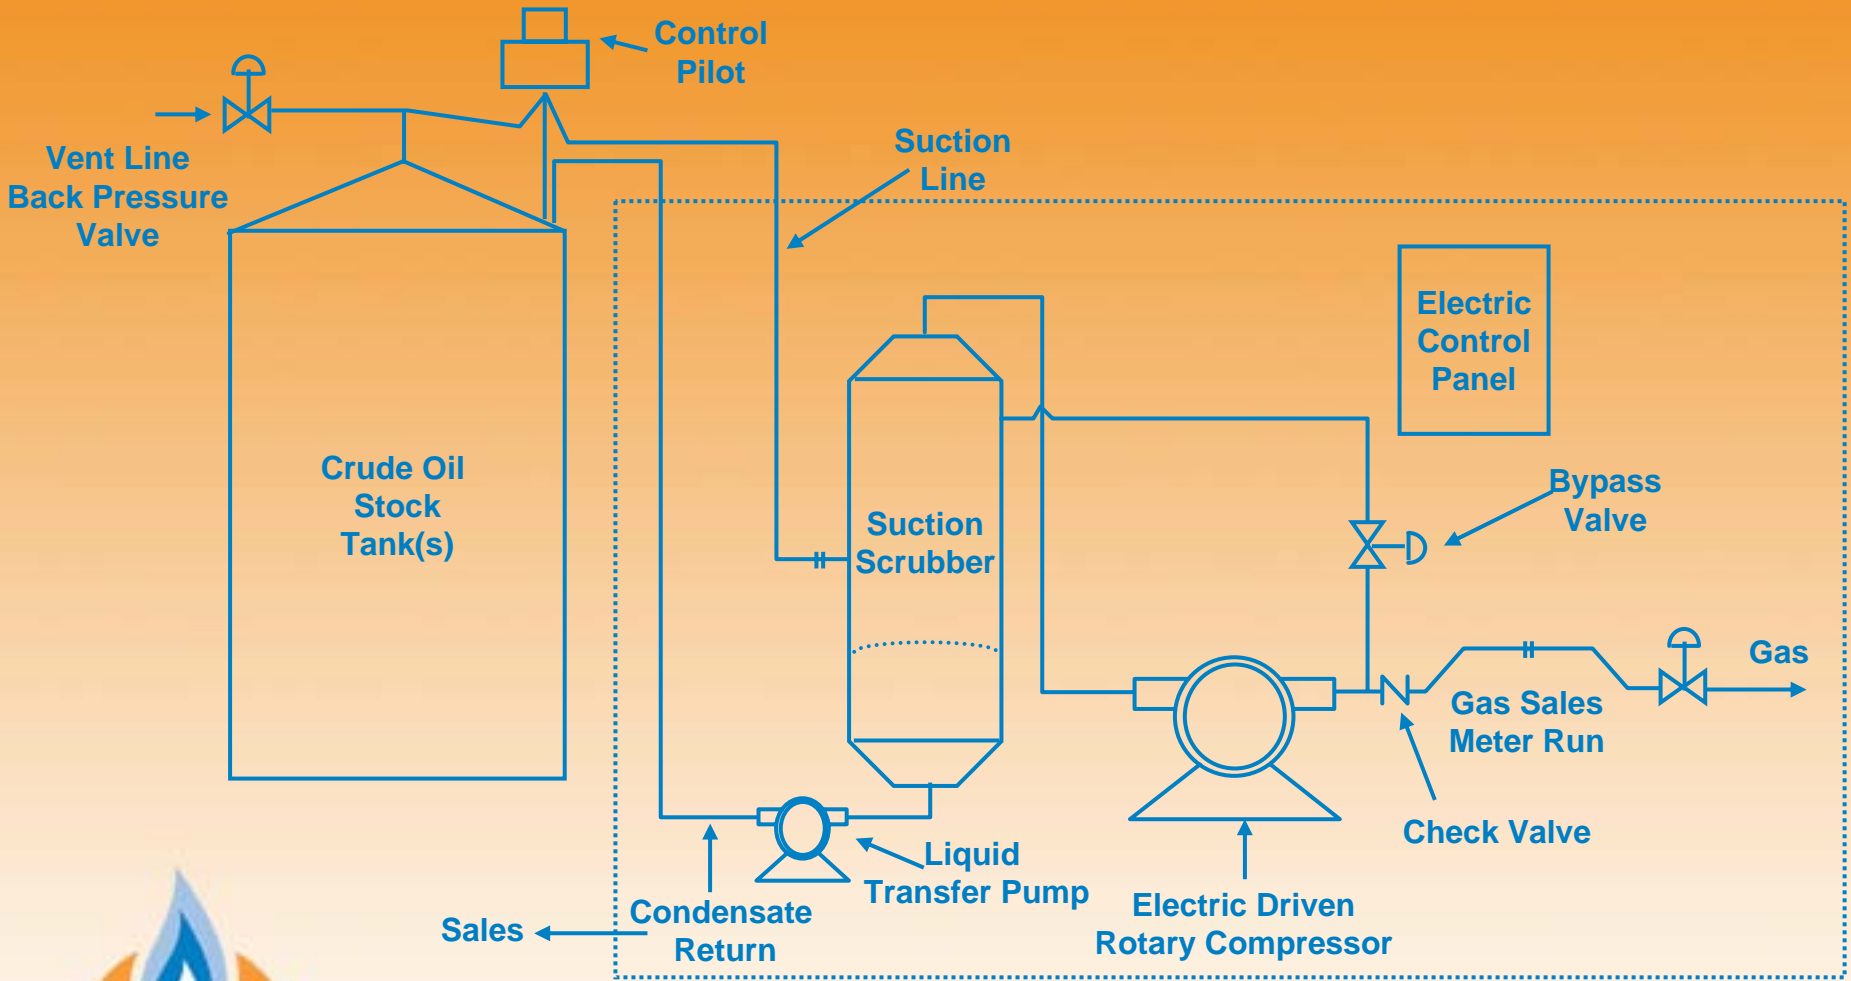 Control
Pilot
Vent Line
Back Pressure
Valve
Suction
Line
Electric
Control
Panel
Crude Oil
Stock
Tank(s)
Suction
Scrubber
Bypass
Valve
Gas
Gas Sales
Meter Run
Check Valve
Liquid
Transfer Pump
Electric Driven
Rotary Compressor
Condensate
Return
Sales